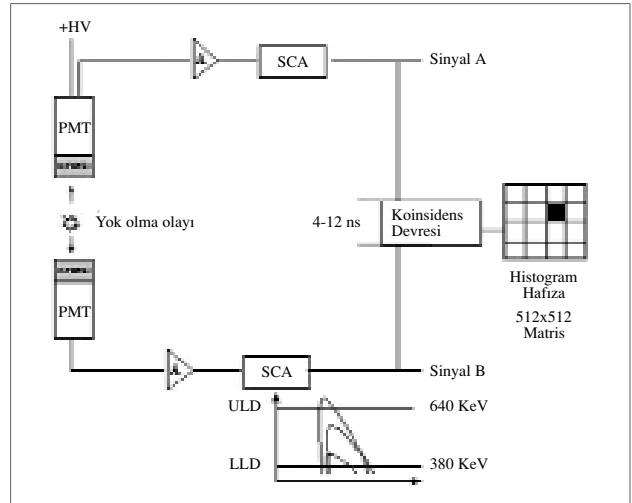 +HV
A
SCA
Sinyal A
PMT
Yok olma olayı
4-12 ns
Koinsidens
Devresi
Histogram
Hafıza
512x512
Matris
PMT
A
SCA
Sinyal B
ULD
640 KeV
LLD
380 KeV